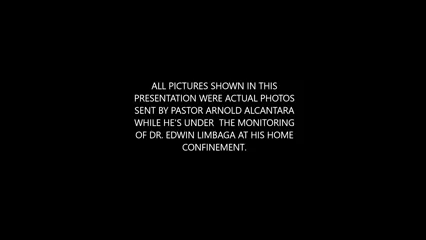 ALL PICTURES SHOWN IN THIS
PRESENTATION WERE ACTUAL PHOTOS
SENT BY PASTOR ARNOLD ALCANTARA
WHILE HE'S UNDER THE MONITORING
OF DR. EDWIN LIMBAGA AT HIS HOME
CONFINEMENT.